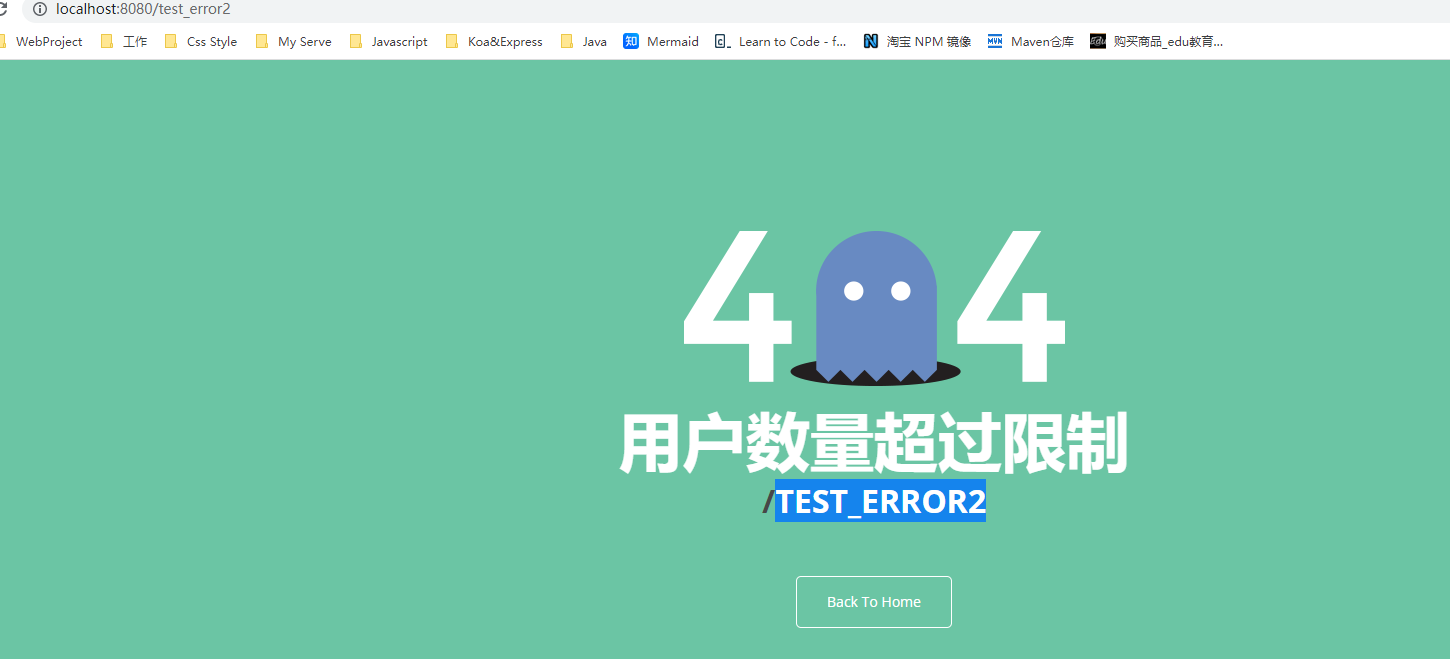 localhost:8080/test_error2
WebProject 工作 Css Style My Serve Javascript Koa&Express Java Mermaid Learn to Code - f... 淘宝 NPM 镜像 Maven仓库 购买商品_edu教育...
4 4
用户数量超过限制
/TEST_ERROR2
Back To Home